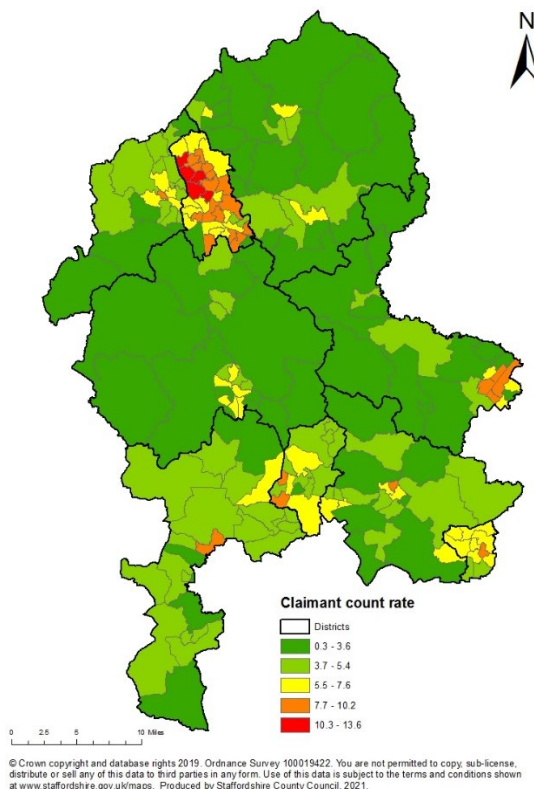 N
Claimant count rate
Districts
0.3 - 3.6
3.7 - 5.4
5.5 - 7.6
7.7 - 10.2
10.3 - 13.6
0 2.5 5 10 Miles
© Crown copyright and database rights 2019. Ordnance Survey 100019422. You are not permitted to copy, sub-license,
distribute or sell any of this data to third parties in any form. Use of this data is subject to the terms and conditions shown
at www.staffordshire.gov.uk/maps. Produced by Staffordshire County Council, 2021.